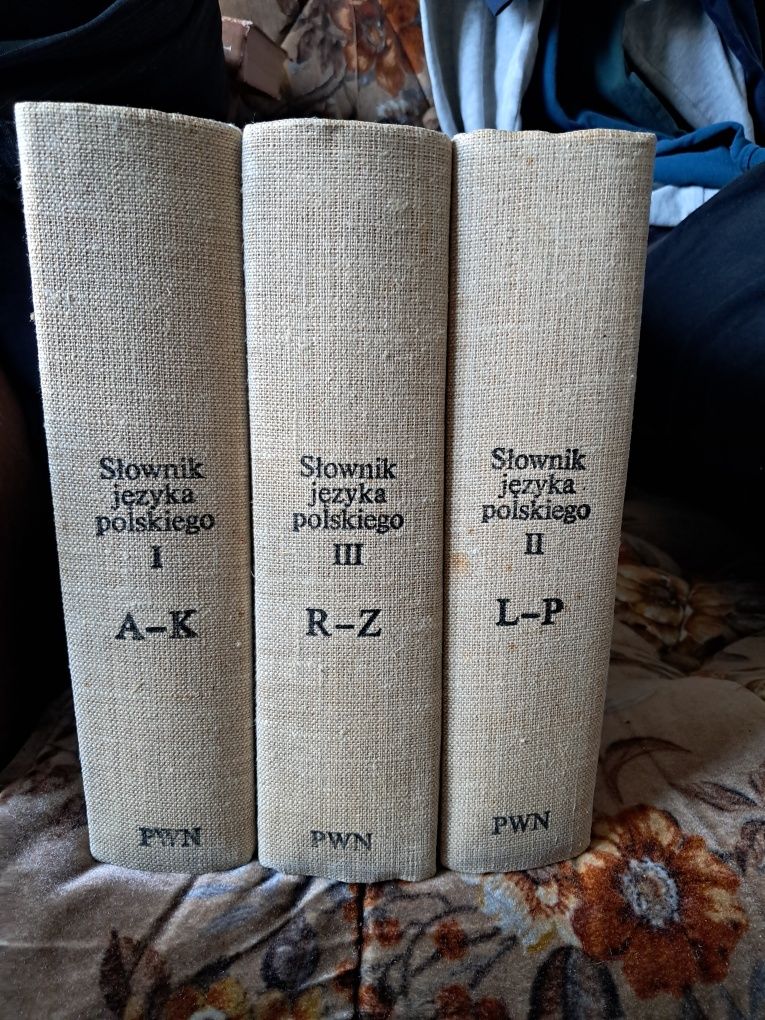 Słownik
języka
polskiego
I
A–K
PWN
Słownik
języka
polskiego
III
R–Z
PWN
Słownik
języka
polskiego
II
L–P
PWN